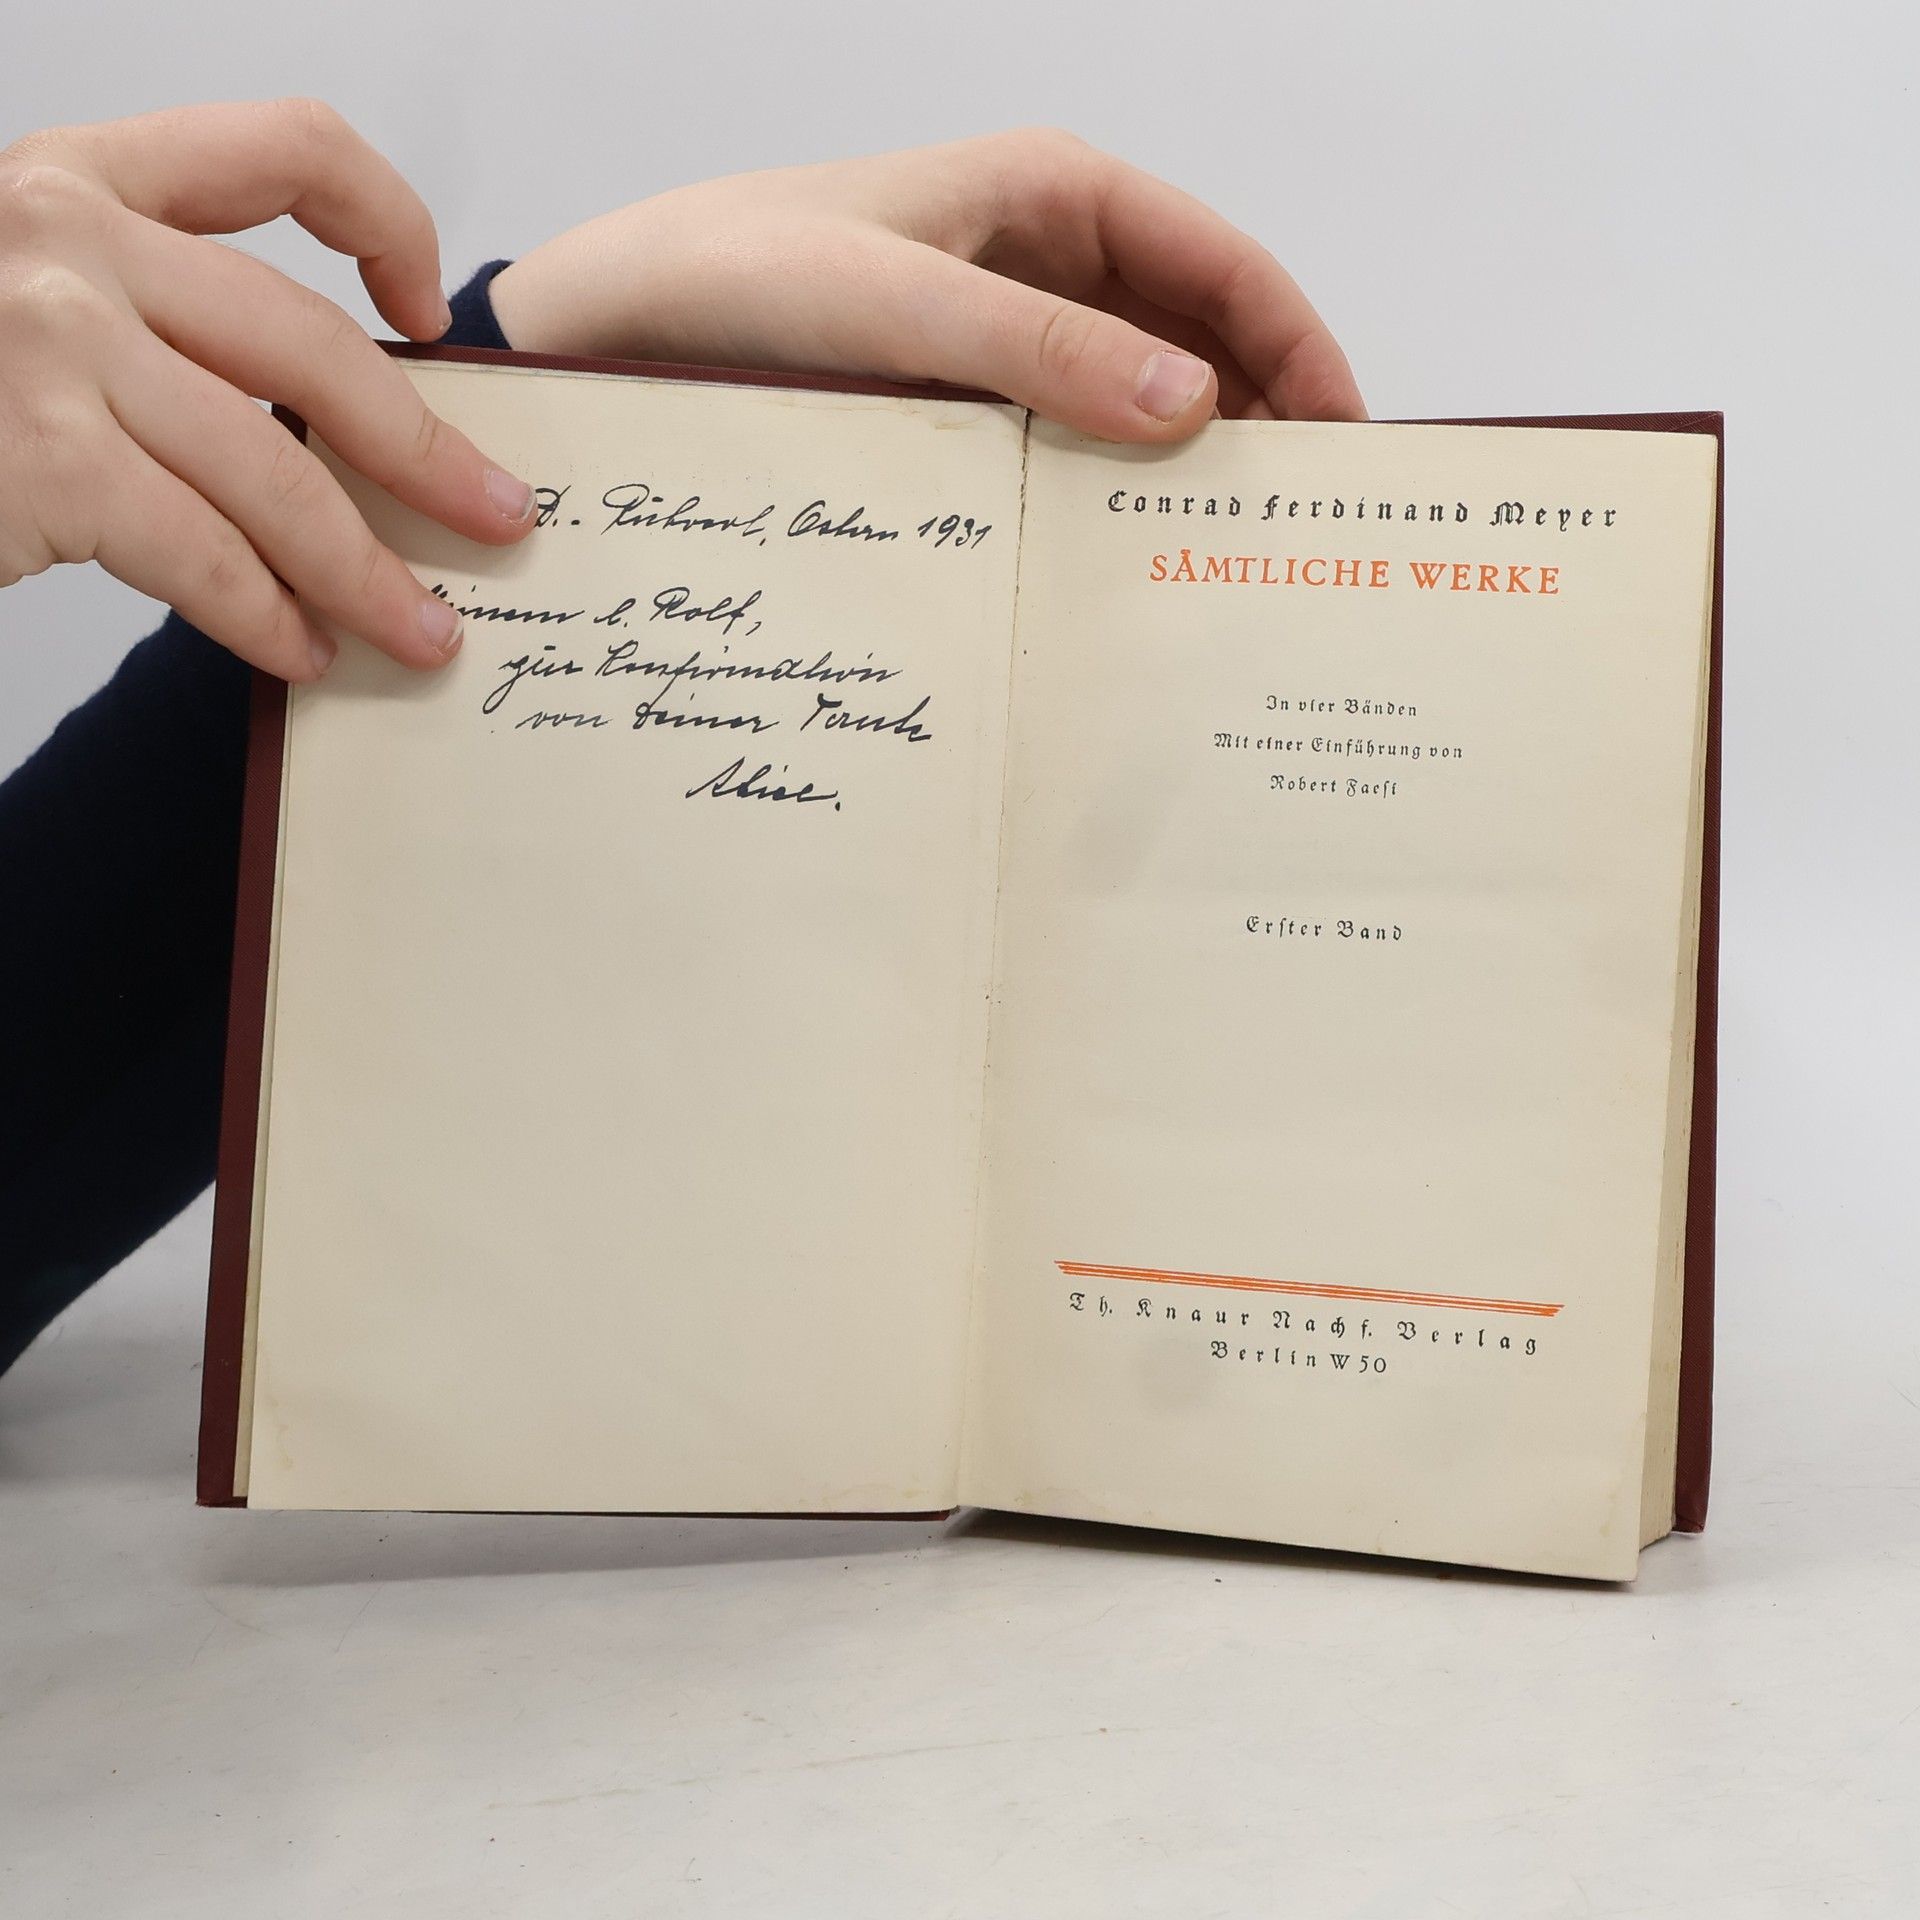 D.- Ruhrort, Ostern 1931
l. Rolf,
zur Konfirmation
von Deiner Tante
Alice.
Conrad Ferdinand Meyer
SÄMTLICHE WERKE
In vier Bänden
Mit einer Einführung von
Robert Faesi
Erster Band
Th. Knaur Nachf. Verlag
Berlin W 50